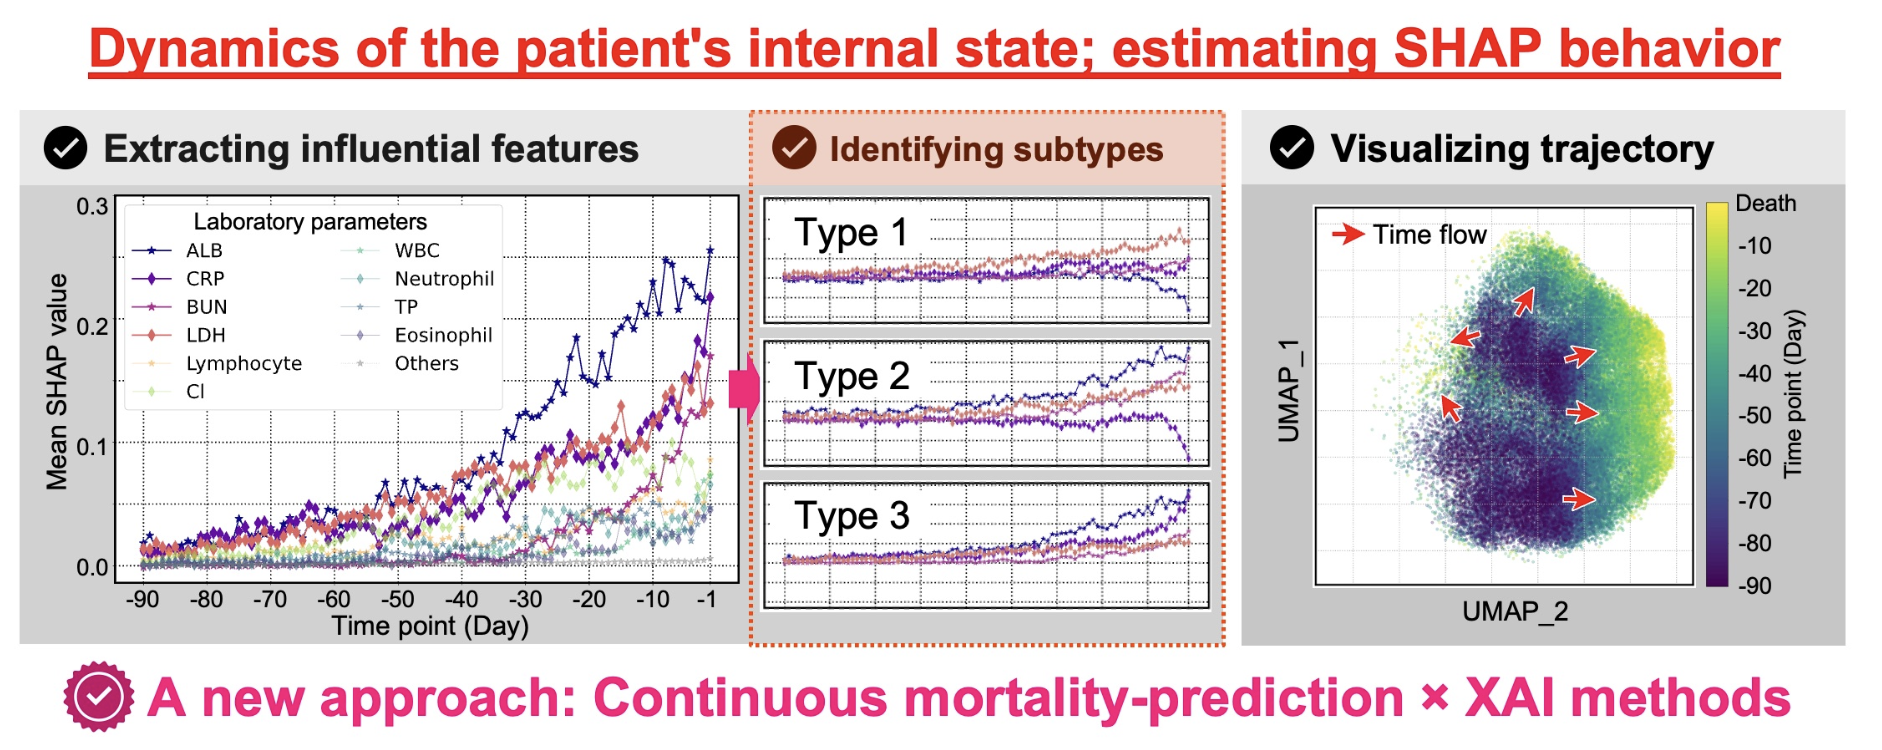 Dynamics of the patient's internal state; estimating SHAP behavior
Extracting influential features
Mean SHAP value
0.3
0.2
0.1
0.0
Laboratory parameters
ALB
CRP
BUN
LDH
Lymphocyte
Cl
WBC
Neutrophil
TP
Eosinophil
Others
-90 -80 -70 -60 -50 -40 -30 -20 -10 -1
Time point (Day)
Identifying subtypes
Type 1
Type 2
Type 3
Visualizing trajectory
Time flow
UMAP_1
UMAP_2
Death
-10
-20
-30
-40
-50
-60
-70
-80
-90
Time point (Day)
A new approach: Continuous mortality-prediction × XAI methods